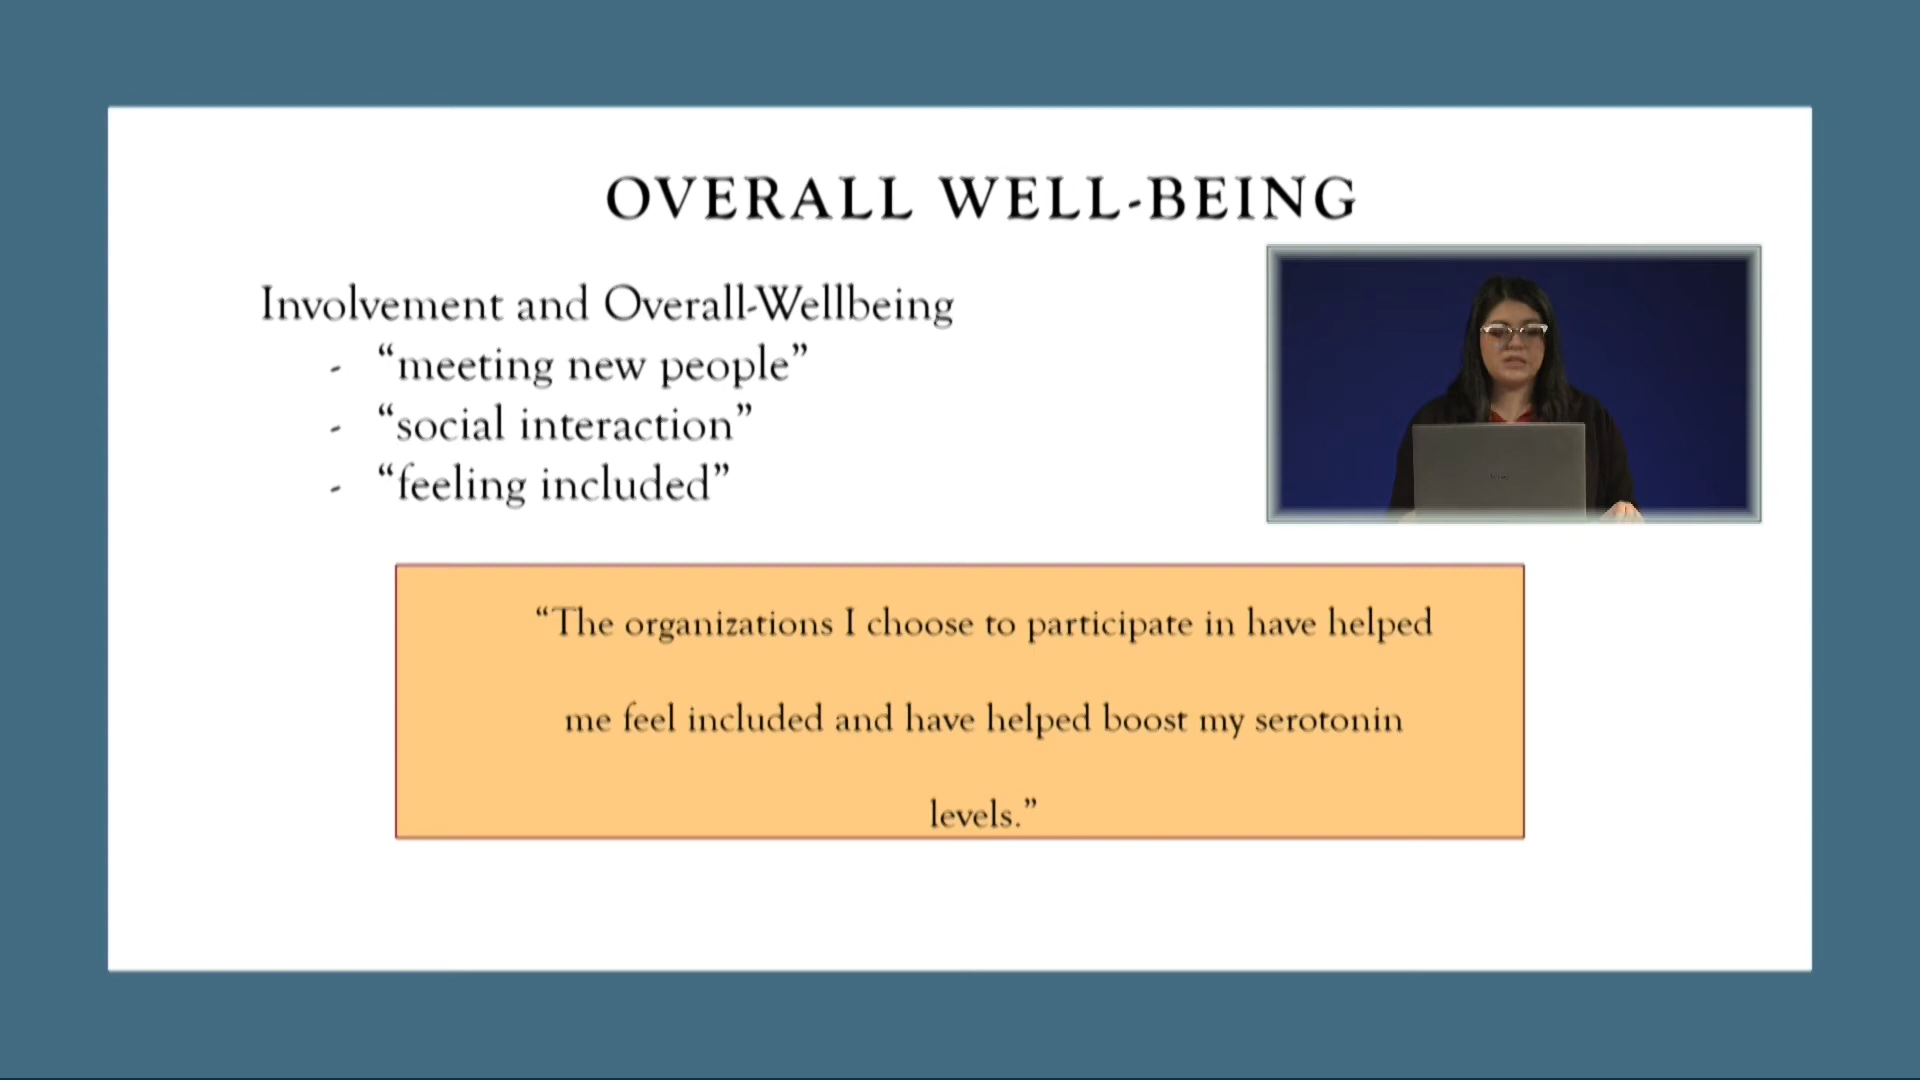 OVERALL WELL-BEING
Involvement and Overall-Wellbeing
- “meeting new people”
- “social interaction”
- “feeling included”
“The organizations I choose to participate in have helped
me feel included and have helped boost my serotonin
levels.”